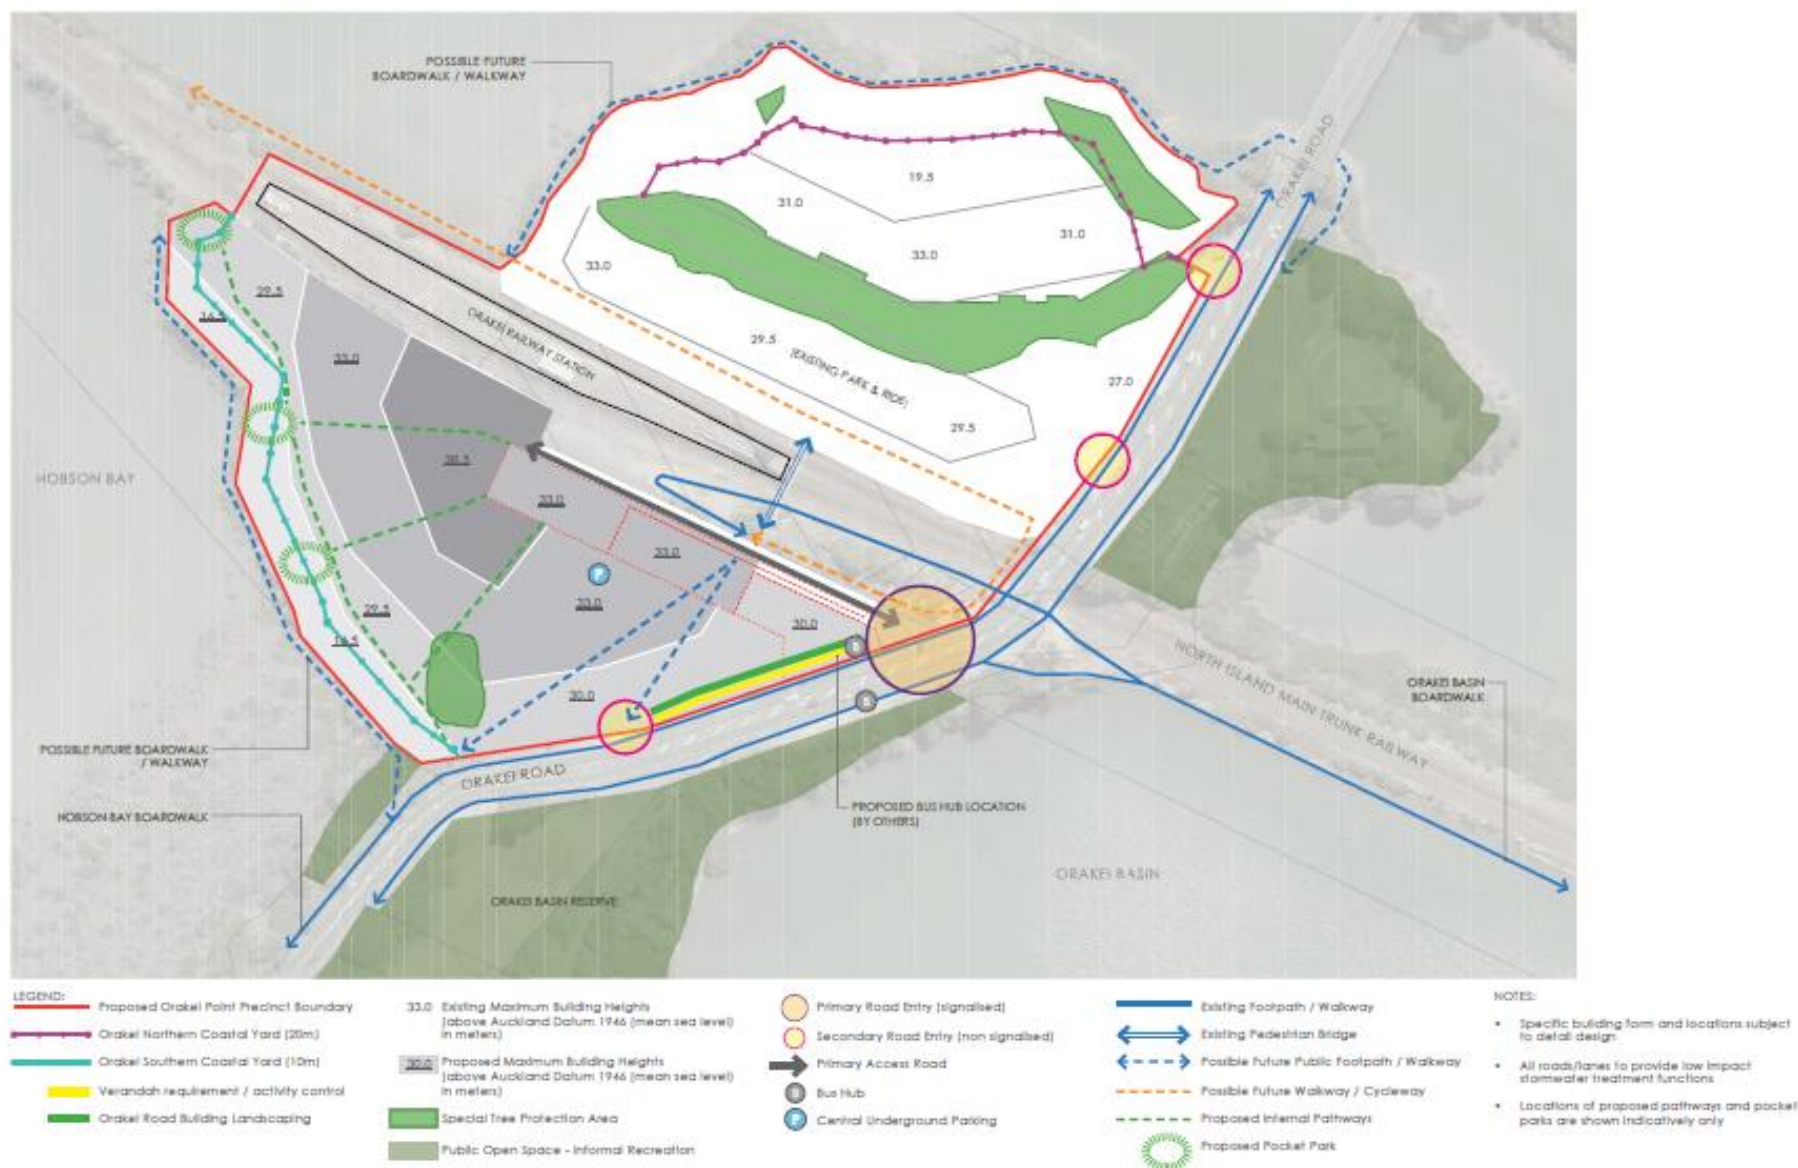 POSSIBLE FUTURE
BOARDWALK / WALKWAY
ORAKEI ROAD
19.5
31.0
31.0
33.0
33.0
29.5
(EXISTING PARK & RIDE)
27.0
29.5
ORAKEI RAILWAY STATION
29.5
16.5
33.0
HOBSON BAY
33.0
33.0
P
33.0
29.5
16.5
30.0
B
30.0
B
NORTH ISLAND MAIN TRUNK RAILWAY
ORAKEI BASIN
BOARDWALK
POSSIBLE FUTURE BOARDWALK
/ WALKWAY
ORAKEI ROAD
HOBSON BAY BOARDWALK
PROPOSED BUS HUB LOCATION
(BY OTHERS)
ORAKEI BASIN
ORAKEI BASIN RESERVE
LEGEND:
Proposed Orakei Point Precinct Boundary
Orakei Northern Coastal Yard (20m)
Orakei Southern Coastal Yard (10m)
Verandah requirement / activity control
Orakei Road Building Landscaping
33.0 Existing Maximum Building Heights
(above Auckland Datum 1946 (mean sea level)
in meters)
30.0 Proposed Maximum Building Heights
(above Auckland Datum 1946 (mean sea level)
in meters)
Special Tree Protection Area
Public Open Space - Informal Recreation
Primary Road Entry (signalised)
Secondary Road Entry (non signalised)
Primary Access Road
B Bus Hub
P Central Underground Parking
Existing Footpath / Walkway
Existing Pedestrian Bridge
Possible Future Public Footpath / Walkway
Possible Future Walkway / Cycleway
Proposed Internal Pathways
Proposed Pocket Park
NOTES:
• Specific building form and locations subject
to detail design
• All roads/lanes to provide low impact
stormwater treatment functions
• Locations of proposed pathways and pocket
parks are shown indicatively only